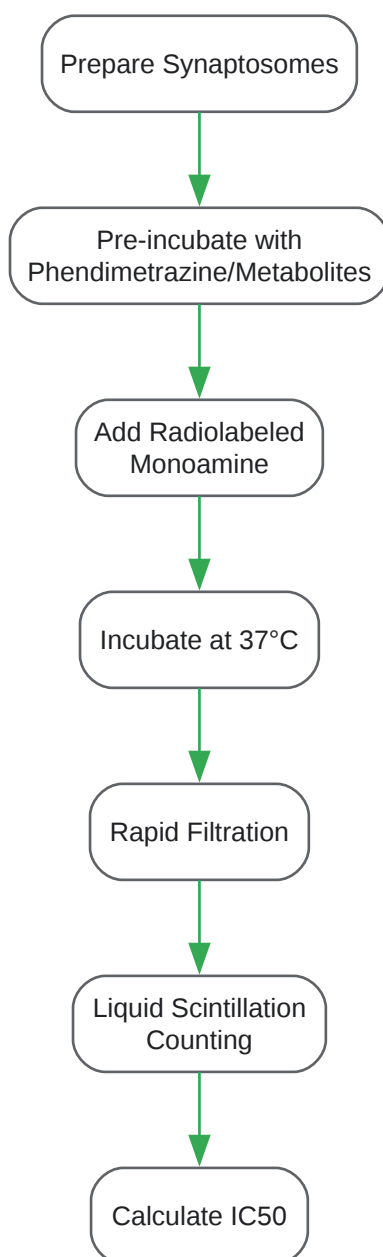 Prepare Synaptosomes
Pre-incubate with
Phendimetrazine/Metabolites
Add Radiolabeled
Monoamine
Incubate at 37°C
Rapid Filtration
Liquid Scintillation
Counting
Calculate IC50